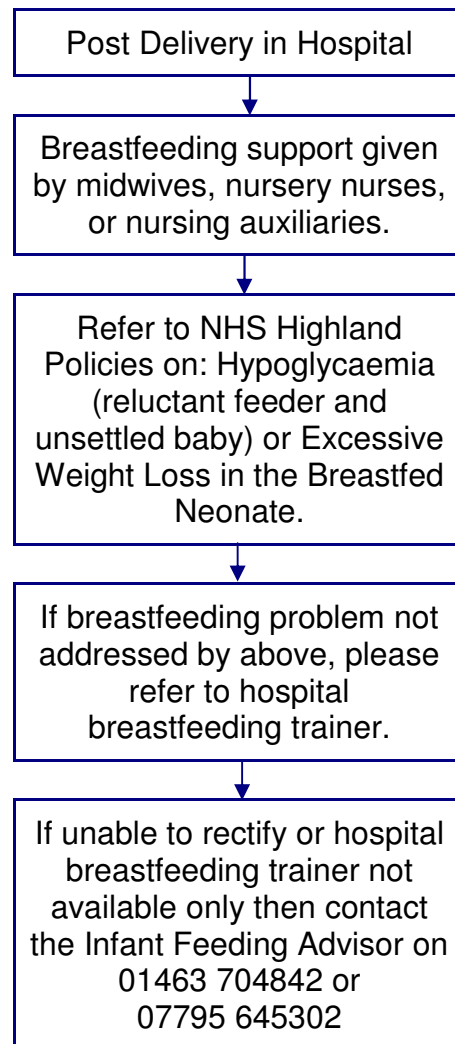 Post Delivery in Hospital
Breastfeeding support given
by midwives, nursery nurses,
or nursing auxiliaries.
Refer to NHS Highland
Policies on: Hypoglycaemia
(reluctant feeder and
unsettled baby) or Excessive
Weight Loss in the Breastfed
Neonate.
If breastfeeding problem not
addressed by above, please
refer to hospital
breastfeeding trainer.
If unable to rectify or hospital
breastfeeding trainer not
available only then contact
the Infant Feeding Advisor on
01463 704842 or
07795 645302